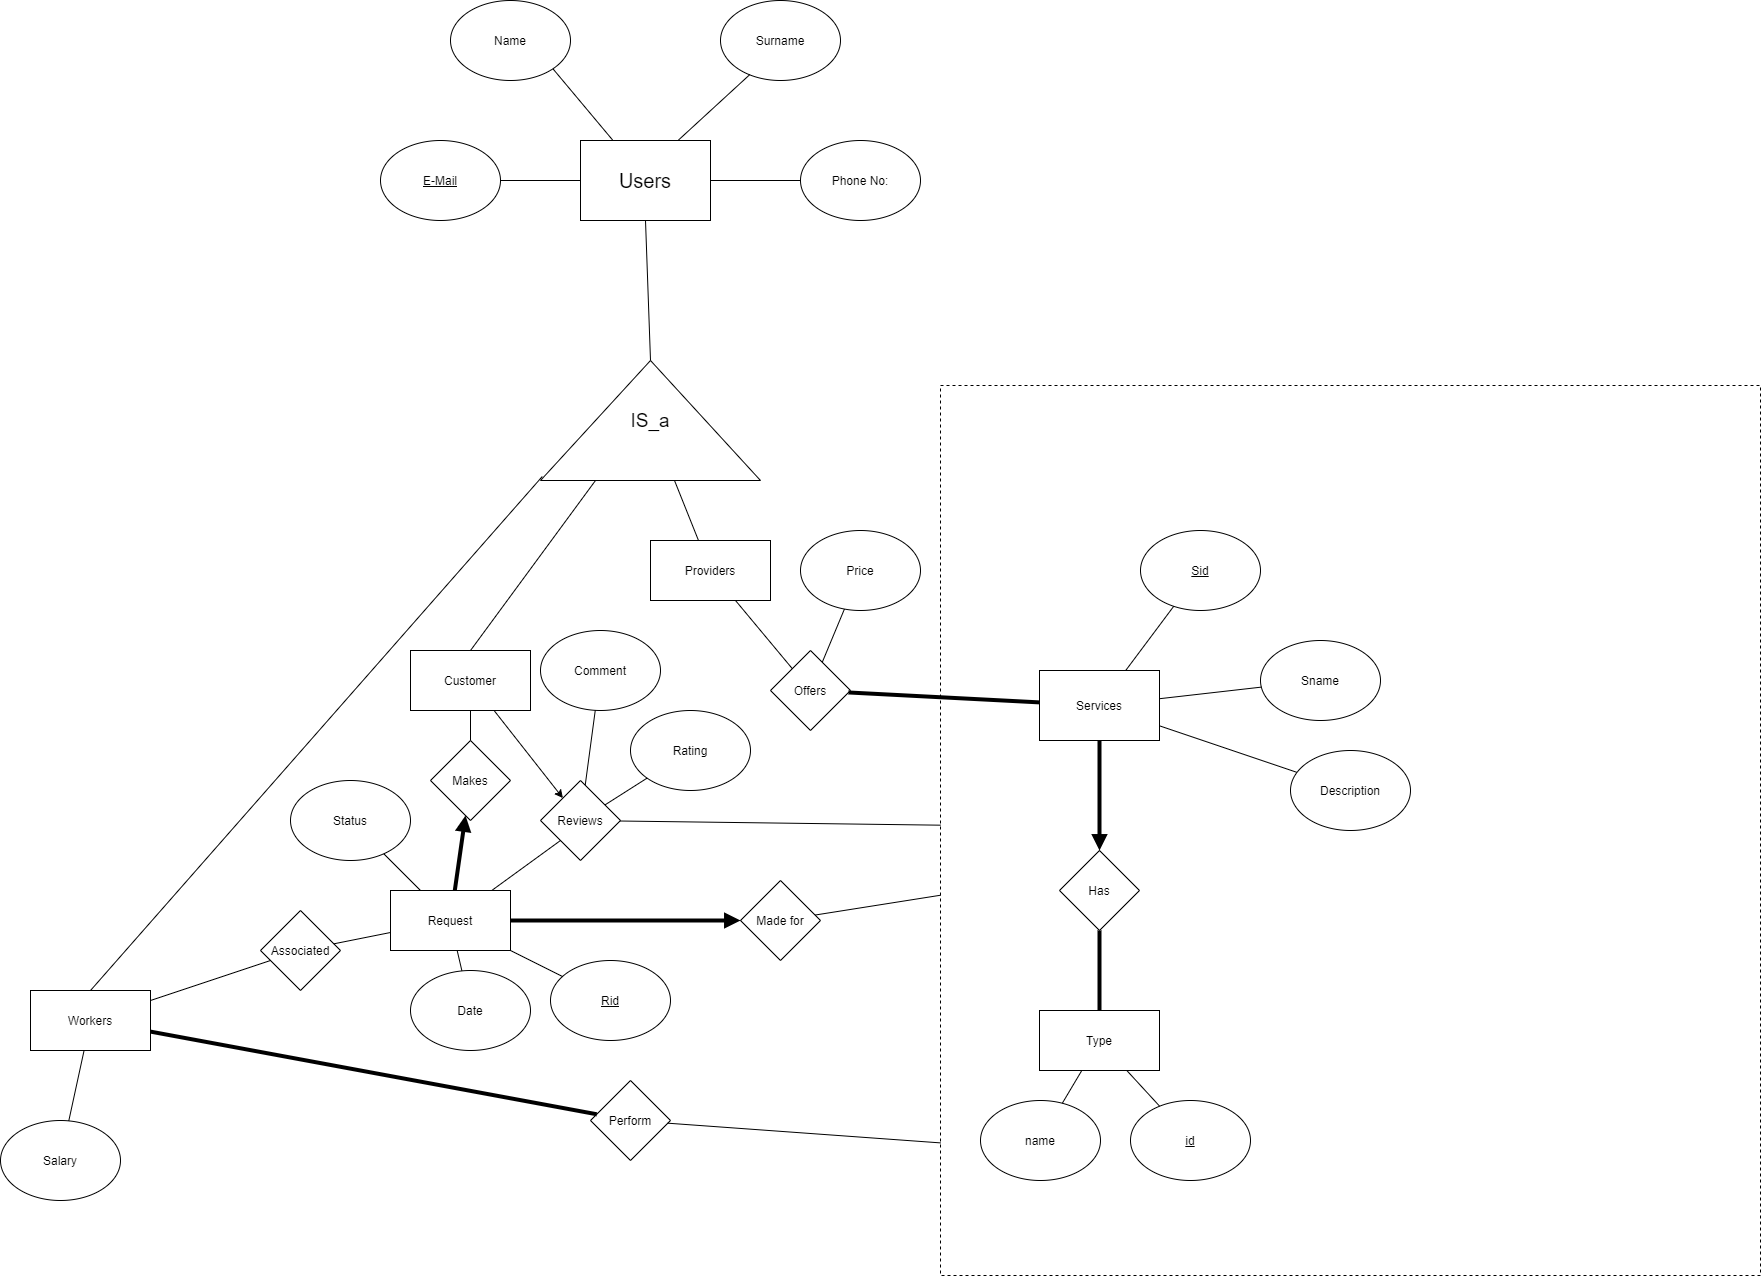 Name
Surname
E-Mail
Users
Phone No:
IS_a
Providers
Price
Sid
Customer
Comment
Offers
Services
Sname
Rating
Makes
Description
Status
Reviews
Has
Request
Made for
Associated
Date
Rid
Workers
Type
Perform
name
id
Salary